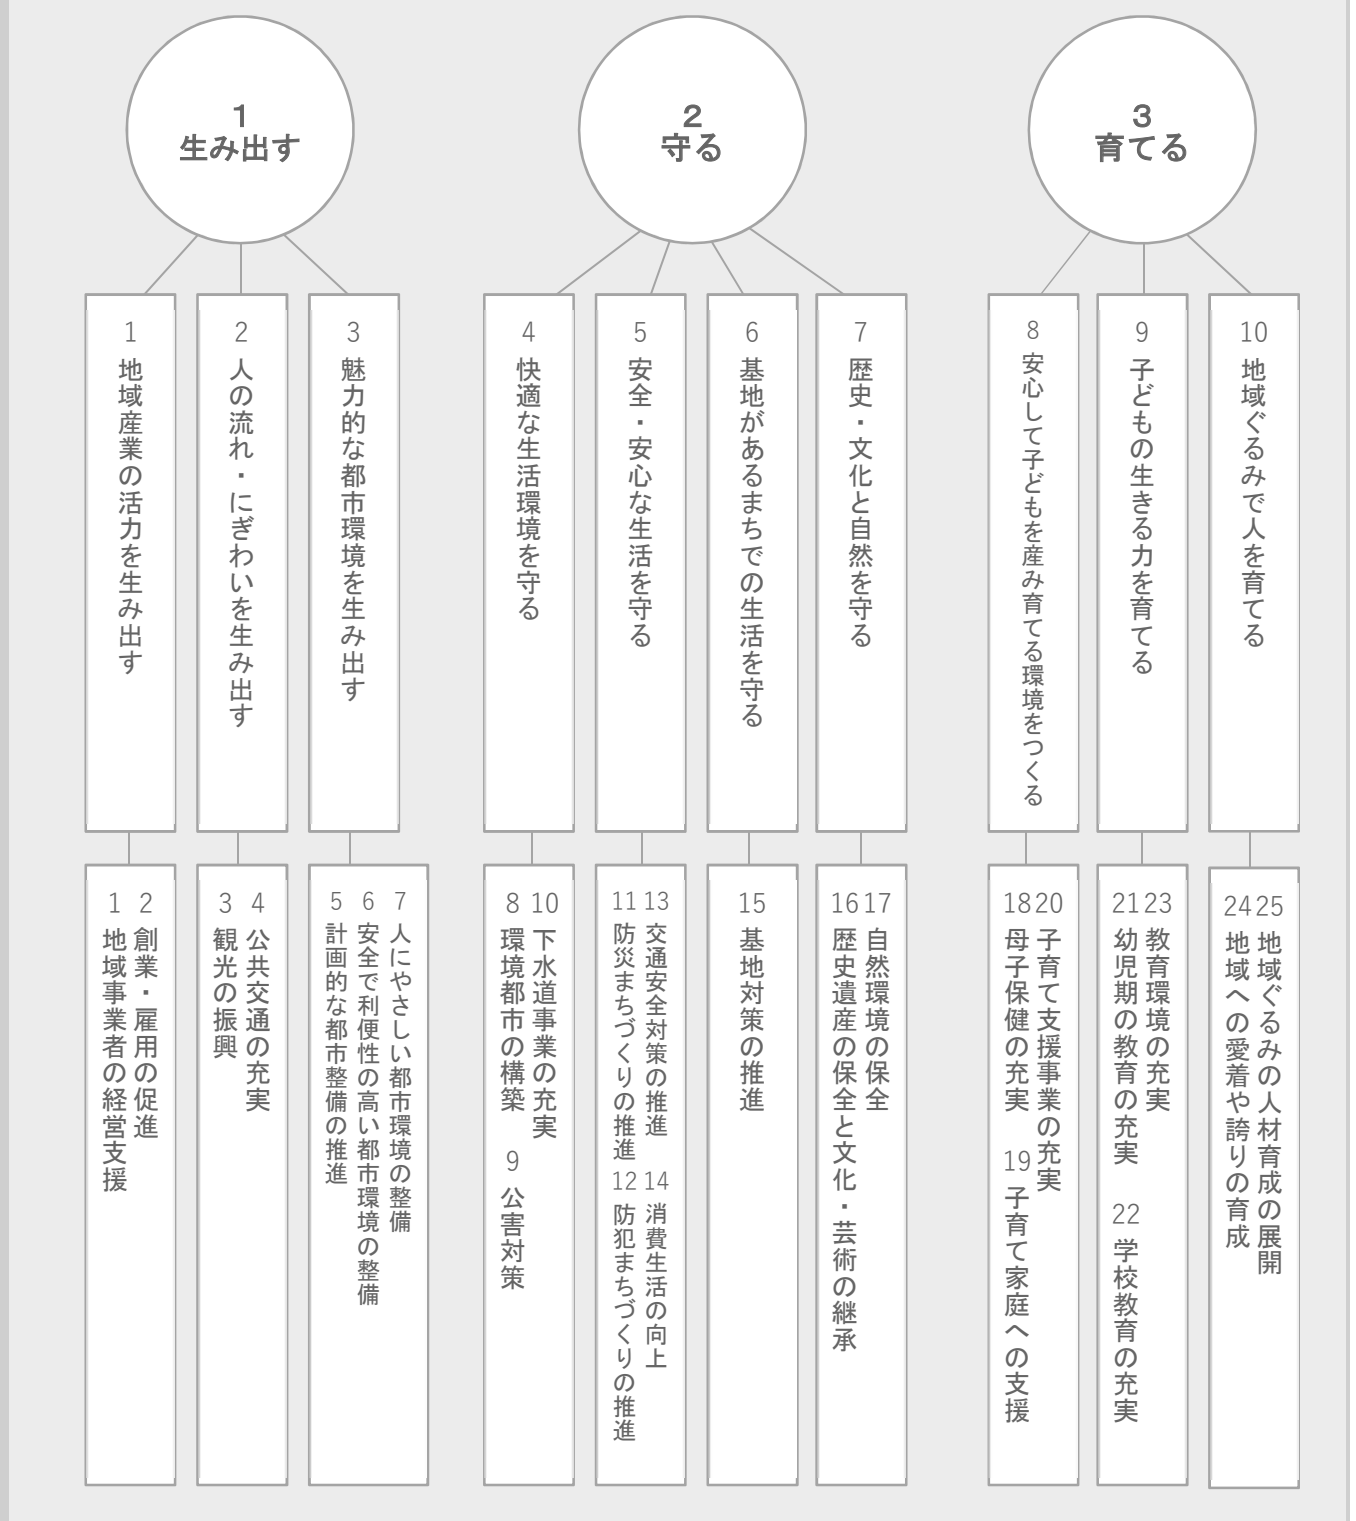 1
生み出す
2
守る
3
育てる
1 地域産業の活力を生み出す
2 人の流れ・にぎわいを生み出す
3 魅力的な都市環境を生み出す
4 快適な生活環境を守る
5 安全・安心な生活を守る
6 基地があるまちでの生活を守る
7 歴史・文化と自然を守る
8 安心して子どもを産み育てる環境をつくる
9 子どもの生きる力を育てる
10 地域ぐるみで人を育てる
1 地域事業者の経営支援
2 創業・雇用の促進
3 観光の振興
4 公共交通の充実
5 計画的な都市整備の推進
6 安全で利便性の高い都市環境の整備
7 人にやさしい都市環境の整備
8 環境都市の構築
9 公害対策
10 下水道事業の充実
11 防災まちづくりの推進
12 防犯まちづくりの推進
13 交通安全対策の推進
14 消費生活の向上
15 基地対策の推進
16 歴史遺産の保全と文化・芸術の継承
17 自然環境の保全
18 母子保健の充実
19 子育て家庭への支援
20 子育て支援事業の充実
21 幼児期の教育の充実
22 学校教育の充実
23 教育環境の充実
24 地域への愛着や誇りの育成
25 地域ぐるみの人材育成の展開